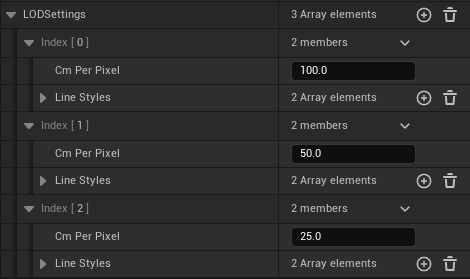 LODSettings 3 Array elements
Index [ 0 ] 2 members
Cm Per Pixel 100.0
Line Styles 2 Array elements
Index [ 1 ] 2 members
Cm Per Pixel 50.0
Line Styles 2 Array elements
Index [ 2 ] 2 members
Cm Per Pixel 25.0
Line Styles 2 Array elements